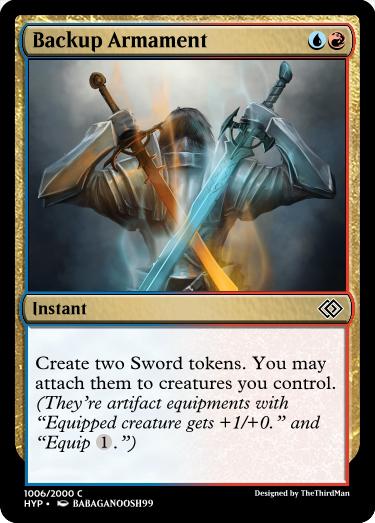 Backup Armament
Instant
Create two Sword tokens. You may
attach them to creatures you control.
(They're artifact equipments with
“Equipped creature gets +1/+0.” and
“Equip 1.”)
1006/2000 C
HYP • BABAGANOOSH99
Designed by TheThirdMan